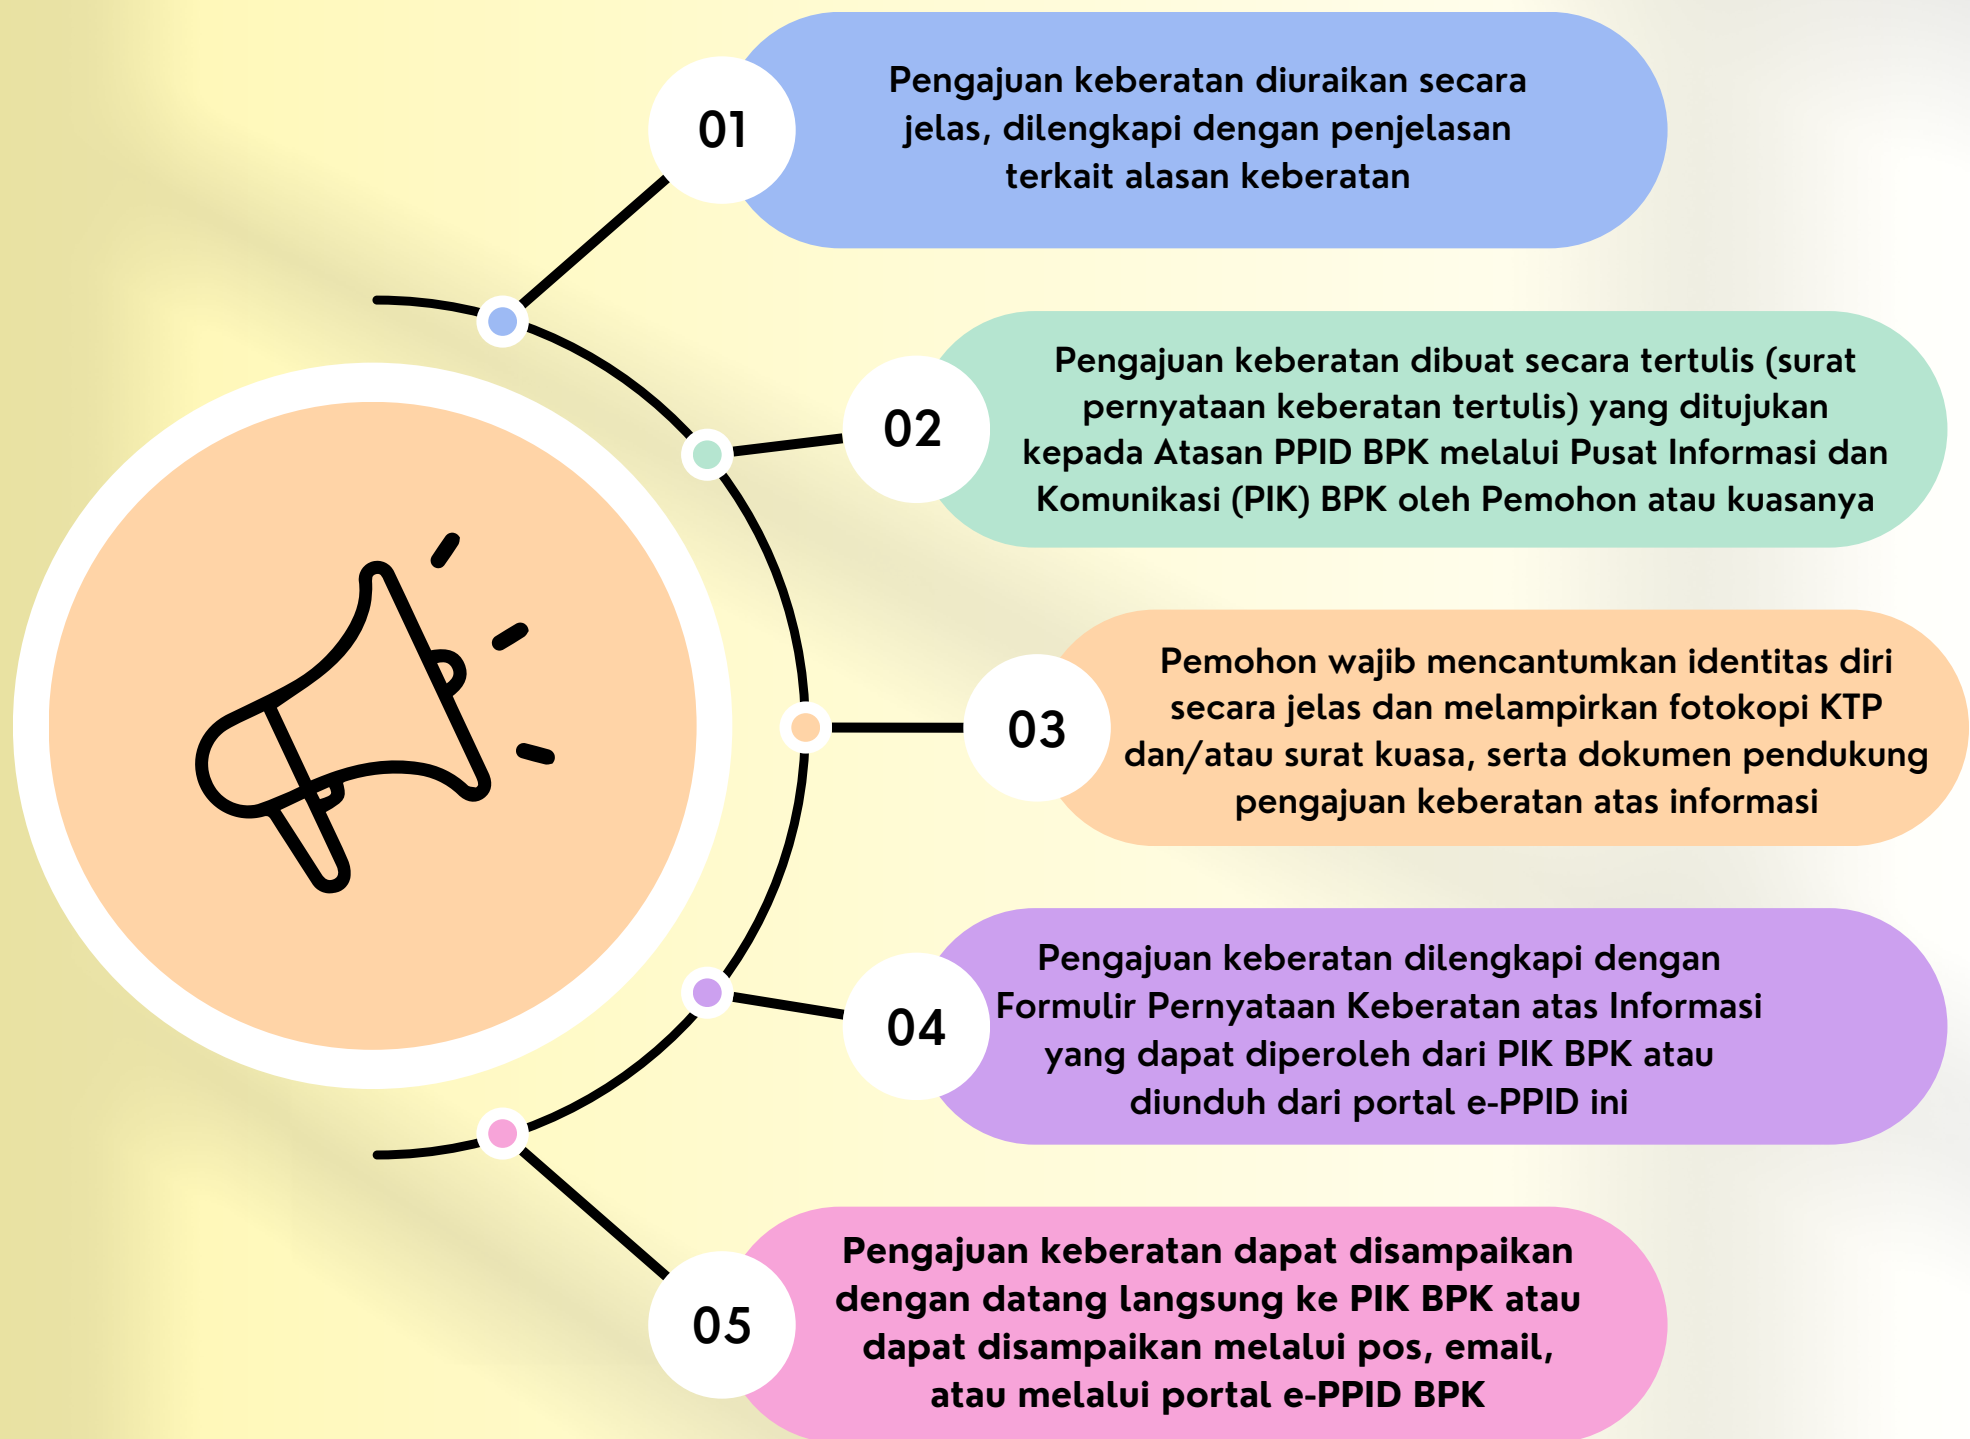 01
Pengajuan keberatan diuraikan secara
jelas, dilengkapi dengan penjelasan
terkait alasan keberatan
02
Pengajuan keberatan dibuat secara tertulis (surat
pernyataan keberatan tertulis) yang ditujukan
kepada Atasan PPID BPK melalui Pusat Informasi dan
Komunikasi (PIK) BPK oleh Pemohon atau kuasanya
03
Pemohon wajib mencantumkan identitas diri
secara jelas dan melampirkan fotokopi KTP
dan/atau surat kuasa, serta dokumen pendukung
pengajuan keberatan atas informasi
04
Pengajuan keberatan dilengkapi dengan
Formulir Pernyataan Keberatan atas Informasi
yang dapat diperoleh dari PIK BPK atau
diunduh dari portal e-PPID ini
05
Pengajuan keberatan dapat disampaikan
dengan datang langsung ke PIK BPK atau
dapat disampaikan melalui pos, email,
atau melalui portal e-PPID BPK